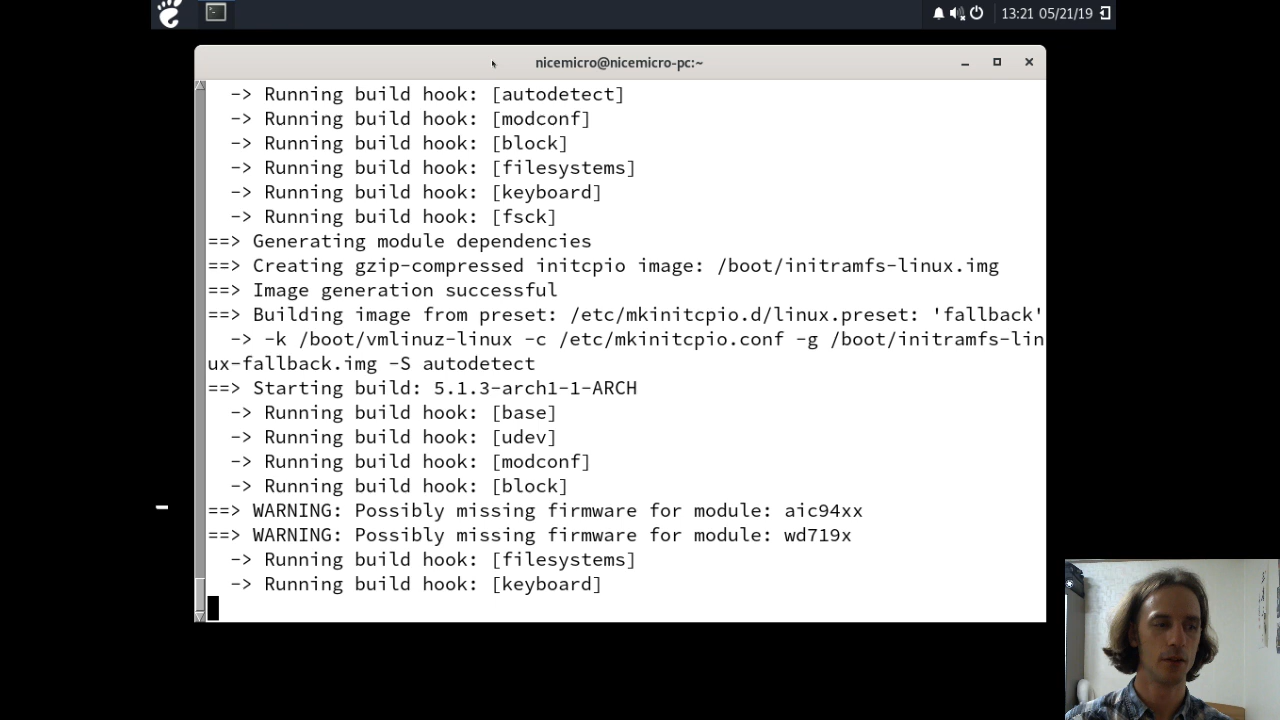 13:21 05/21/19
nicemicro@nicemicro-pc:~
-> Running build hook: [autodetect]
-> Running build hook: [modconf]
-> Running build hook: [block]
-> Running build hook: [filesystems]
-> Running build hook: [keyboard]
-> Running build hook: [fsck]
==> Generating module dependencies
==> Creating gzip-compressed initcpio image: /boot/initramfs-linux.img
==> Image generation successful
==> Building image from preset: /etc/mkinitcpio.d/linux.preset: 'fallback'
-> -k /boot/vmlinuz-linux -c /etc/mkinitcpio.conf -g /boot/initramfs-lin
ux-fallback.img -S autodetect
==> Starting build: 5.1.3-arch1-1-ARCH
-> Running build hook: [base]
-> Running build hook: [udev]
-> Running build hook: [modconf]
-> Running build hook: [block]
==> WARNING: Possibly missing firmware for module: aic94xx
==> WARNING: Possibly missing firmware for module: wd719x
-> Running build hook: [filesystems]
-> Running build hook: [keyboard]